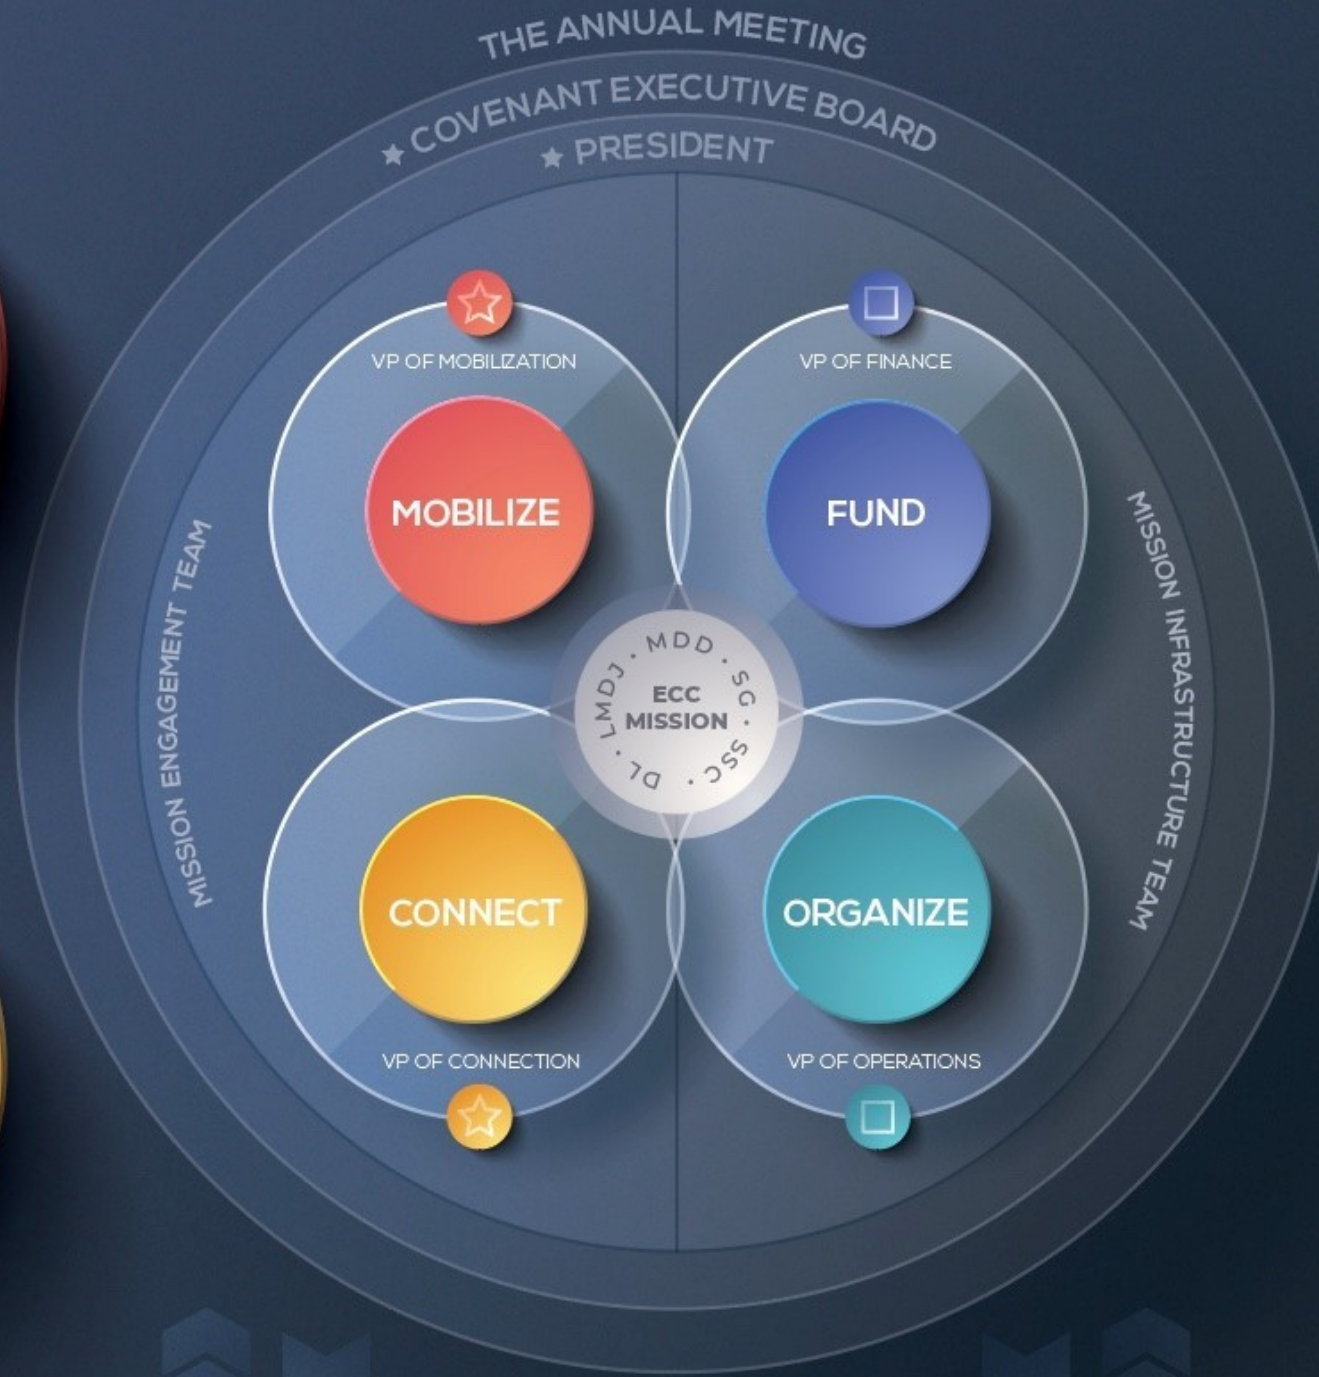 THE ANNUAL MEETING
COVENANT EXECUTIVE BOARD
PRESIDENT
VP OF MOBILIZATION
VP OF FINANCE
MOBILIZE
FUND
MISSION ENGAGEMENT TEAM
MISSION INFRASTRUCTURE TEAM
LMDJ · MDD · SG · SSC · DL ·
ECC
MISSION
CONNECT
ORGANIZE
VP OF CONNECTION
VP OF OPERATIONS